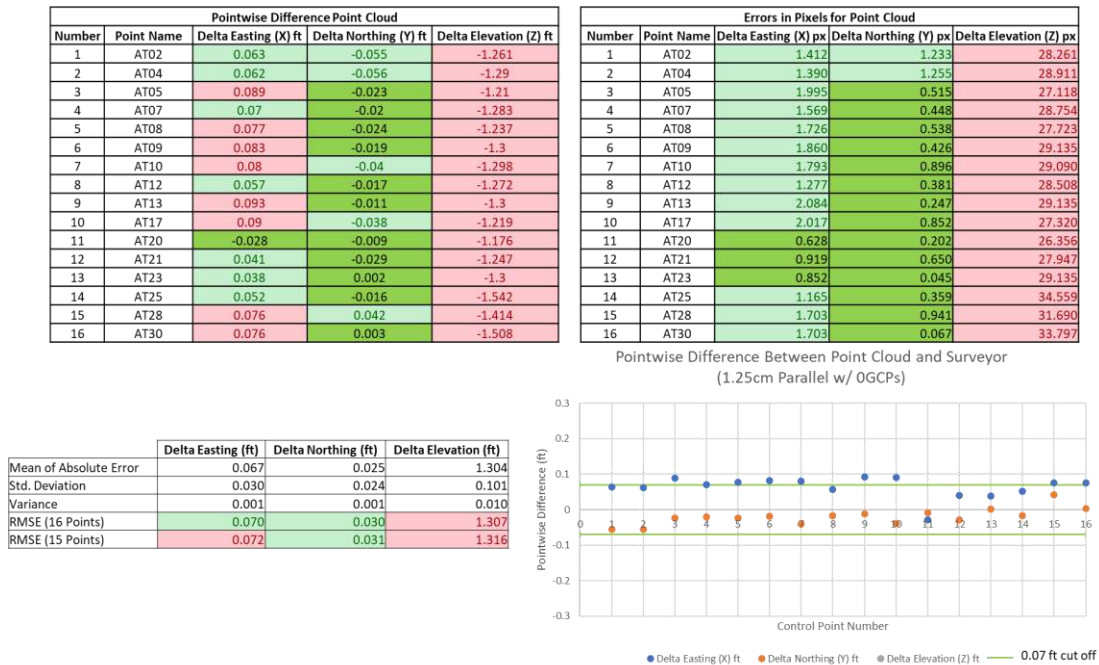 Pointwise Difference Point Cloud
Number Point Name Delta Easting (X) ft Delta Northing (Y) ft Delta Elevation (Z) ft
1 AT02 0.063 -0.055 -1.261
2 AT04 0.062 -0.056 -1.29
3 AT05 0.089 -0.023 -1.21
4 AT07 0.07 -0.02 -1.283
5 AT08 0.077 -0.024 -1.237
6 AT09 0.083 -0.019 -1.3
7 AT10 0.08 -0.04 -1.298
8 AT12 0.057 -0.017 -1.272
9 AT13 0.093 -0.011 -1.3
10 AT17 0.09 -0.038 -1.219
11 AT20 -0.028 -0.009 -1.176
12 AT21 0.041 -0.029 -1.247
13 AT23 0.038 0.002 -1.3
14 AT25 0.052 -0.016 -1.542
15 AT28 0.076 0.042 -1.414
16 AT30 0.076 0.003 -1.508
Errors in Pixels for Point Cloud
Number Point Name Delta Easting (X) px Delta Northing (Y) px Delta Elevation (Z) px
1 AT02 1.412 1.233 28.261
2 AT04 1.390 1.255 28.911
3 AT05 1.995 0.515 27.118
4 AT07 1.569 0.448 28.754
5 AT08 1.726 0.538 27.723
6 AT09 1.860 0.426 29.135
7 AT10 1.793 0.896 29.090
8 AT12 1.277 0.381 28.508
9 AT13 2.084 0.247 29.135
10 AT17 2.017 0.852 27.320
11 AT20 0.628 0.202 26.356
12 AT21 0.919 0.650 27.947
13 AT23 0.852 0.045 29.135
14 AT25 1.165 0.359 34.559
15 AT28 1.703 0.941 31.690
16 AT30 1.703 0.067 33.797
Delta Easting (ft) Delta Northing (ft) Delta Elevation (ft)
Mean of Absolute Error 0.067 0.025 1.304
Std. Deviation 0.030 0.024 0.101
Variance 0.001 0.001 0.010
RMSE (16 Points) 0.070 0.030 1.307
RMSE (15 Points) 0.072 0.031 1.316
Pointwise Difference Between Point Cloud and Surveyor
(1.25cm Parallel w/ 0GCPs)
Pointwise Difference (ft)
0.3
0.2
0.1
0
-0.1
-0.2
-0.3
0 1 2 3 4 5 6 7 8 9 10 11 12 13 14 15 16
Control Point Number
Delta Easting (X) ft Delta Northing (Y) ft Delta Elevation (Z) ft 0.07 ft cut off